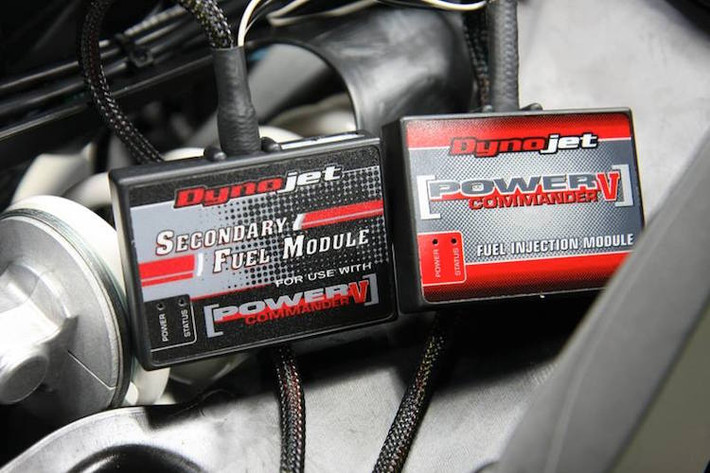 Dynojet
SECONDARY
FUEL MODULE
FOR USE WITH
[POWER V]
COMMANDER
POWER
STATUS
Dynojet
[POWER V]
COMMANDER
FUEL INJECTION MODULE
POWER
STATUS